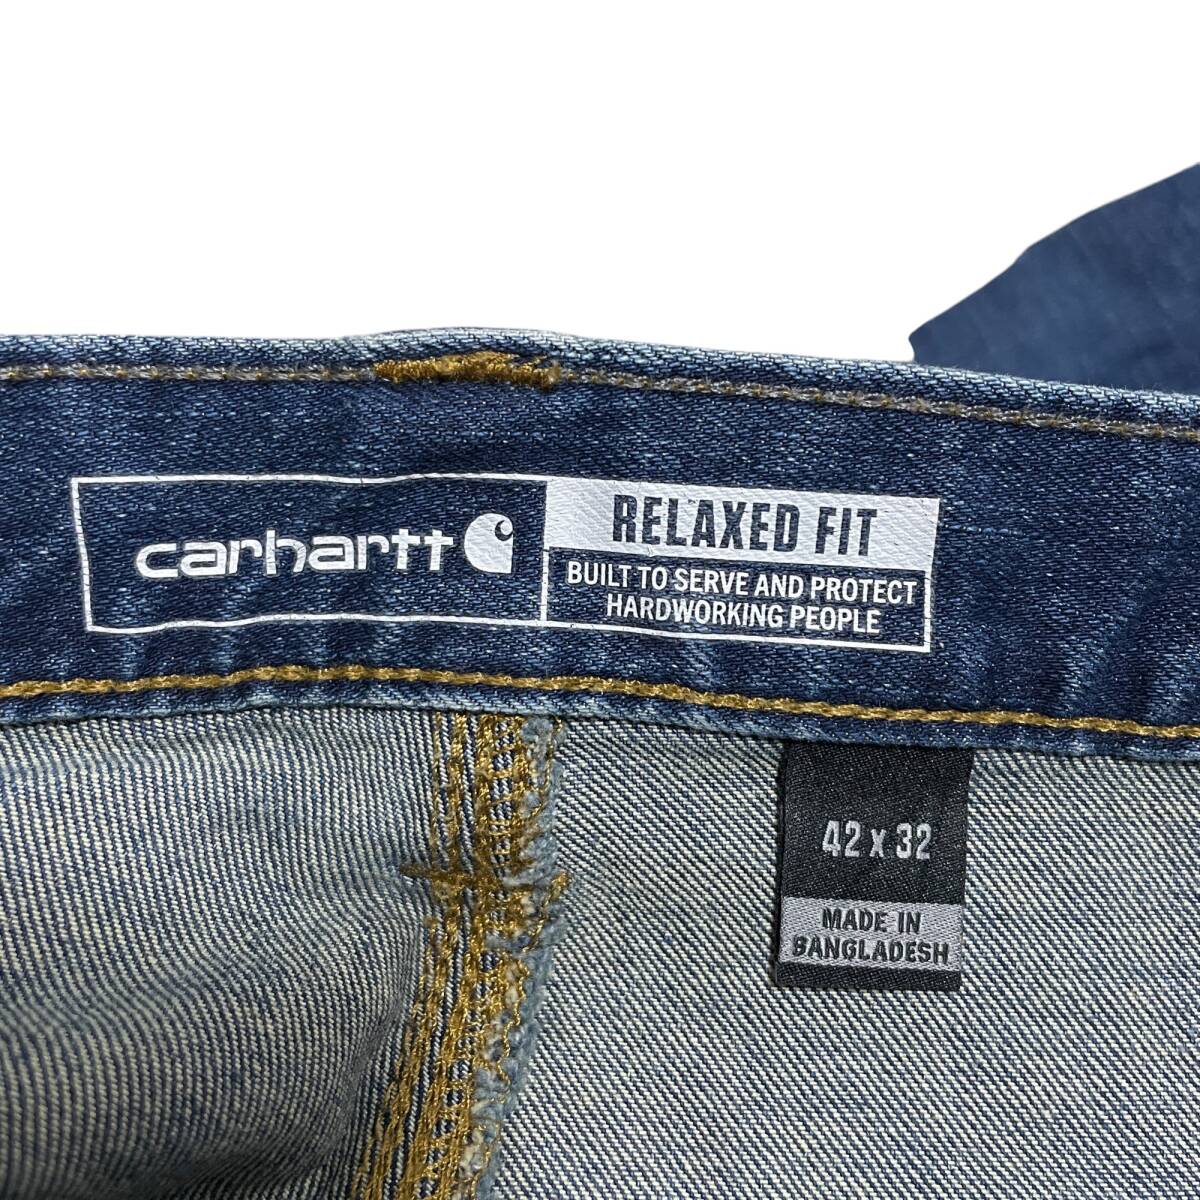 carhartt
RELAXED FIT
BUILT TO SERVE AND PROTECT
HARDWORKING PEOPLE
42 x 32
MADE IN
BANGLADESH